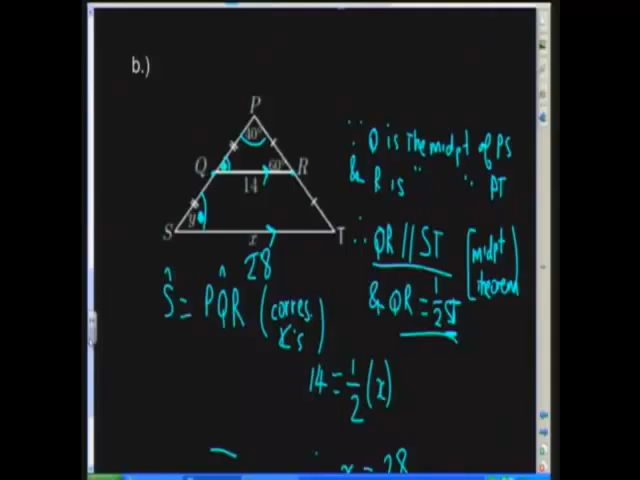 b.)
P
40°
Q 60° R
14
y
S x T
28
∵ Q is the midpt of PS
& R is " " PT
∴ QR // ST [midpt theorem]
& QR = 1/2 ST
Ŝ = PQ̂R (corres. ∠'s)
14 = 1/2 (x)
x = 28